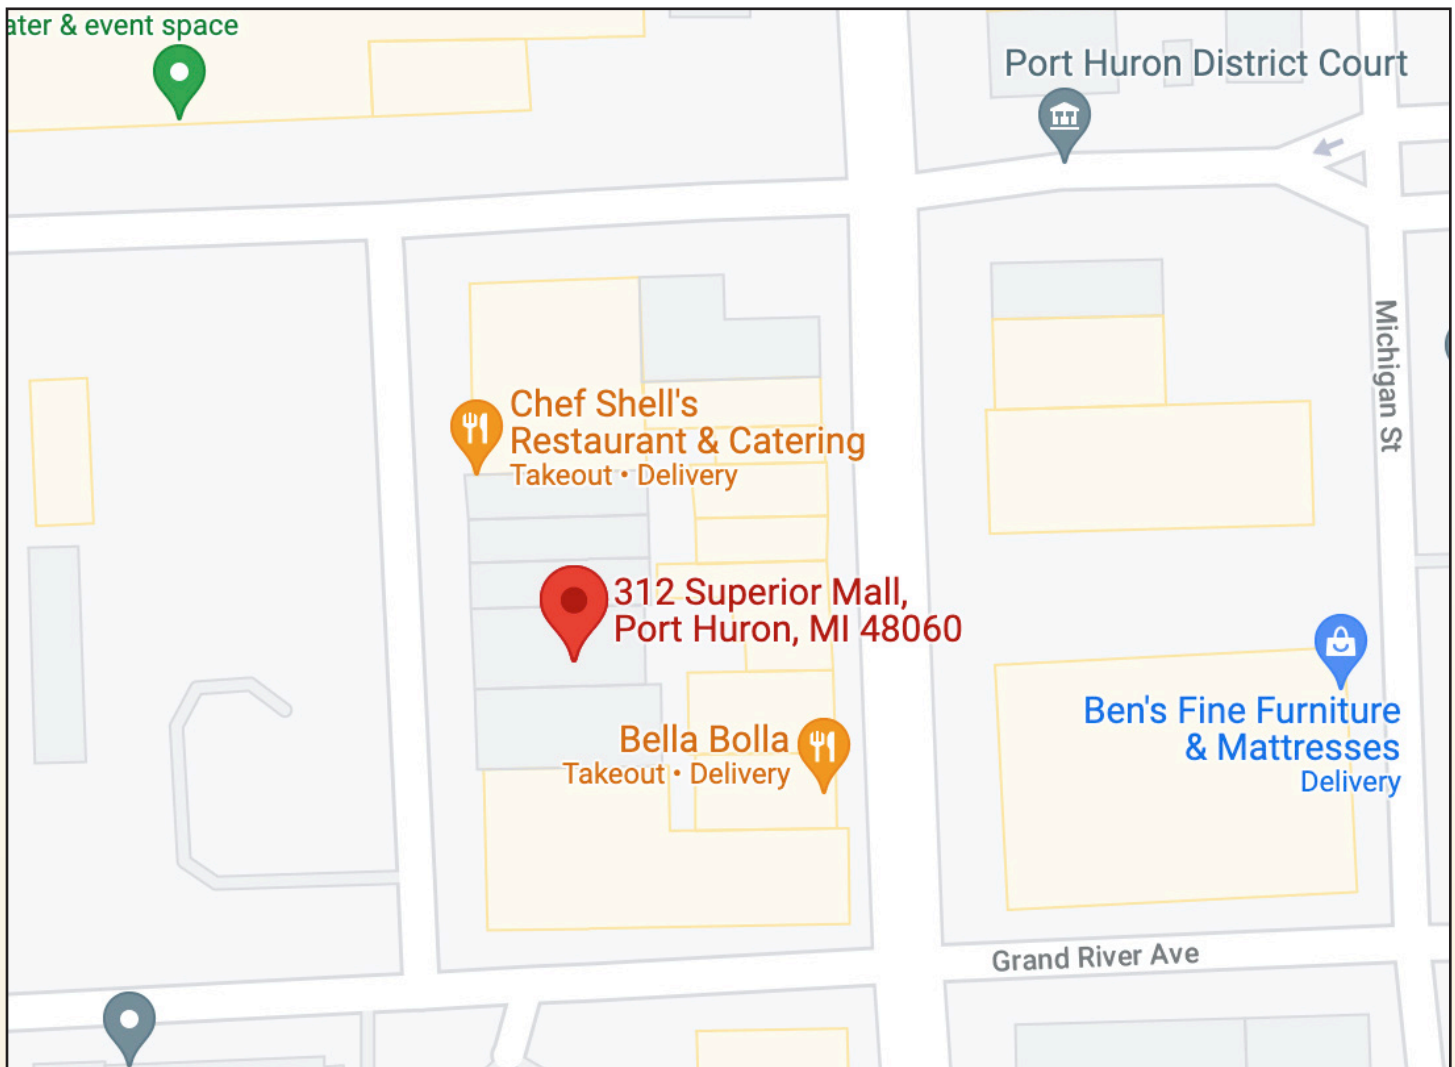 ater & event space
Port Huron District Court
Michigan St
Chef Shell's
Restaurant & Catering
Takeout • Delivery
312 Superior Mall,
Port Huron, MI 48060
Ben's Fine Furniture
& Mattresses
Delivery
Bella Bolla
Takeout • Delivery
Grand River Ave